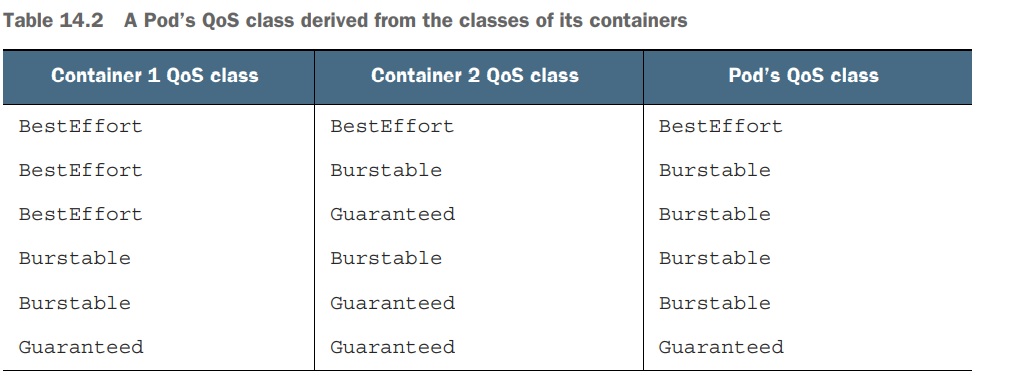 Table 14.2 A Pod’s QoS class derived from the classes of its containers
Container 1 QoS class Container 2 QoS class Pod’s QoS class
BestEffort BestEffort BestEffort
BestEffort Burstable Burstable
BestEffort Guaranteed Burstable
Burstable Burstable Burstable
Burstable Guaranteed Burstable
Guaranteed Guaranteed Guaranteed